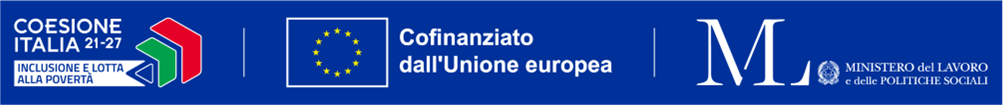 COESIONE
ITALIA 21-27
INCLUSIONE E LOTTA
ALLA POVERTÀ
Cofinanziato
dall'Unione europea
ML
MINISTERO del LAVORO
e delle POLITICHE SOCIALI